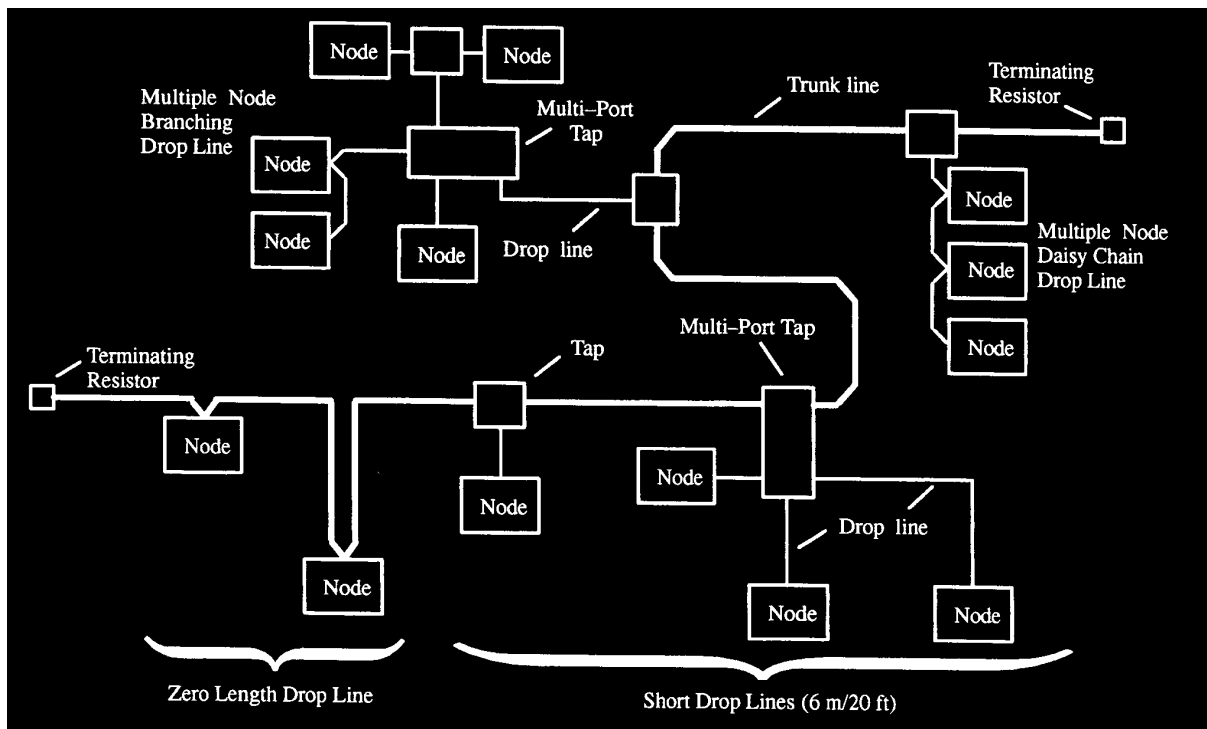 Node
Node
Multiple Node
Branching
Drop Line
Multi–Port
Tap
Trunk line
Terminating
Resistor
Node
Node
Node
Drop line
Node
Node
Node
Multiple Node
Daisy Chain
Drop Line
Terminating
Resistor
Tap
Multi–Port Tap
Node
Node
Node
Node
Drop line
Node
Node
Node
Zero Length Drop Line
Short Drop Lines (6 m/20 ft)